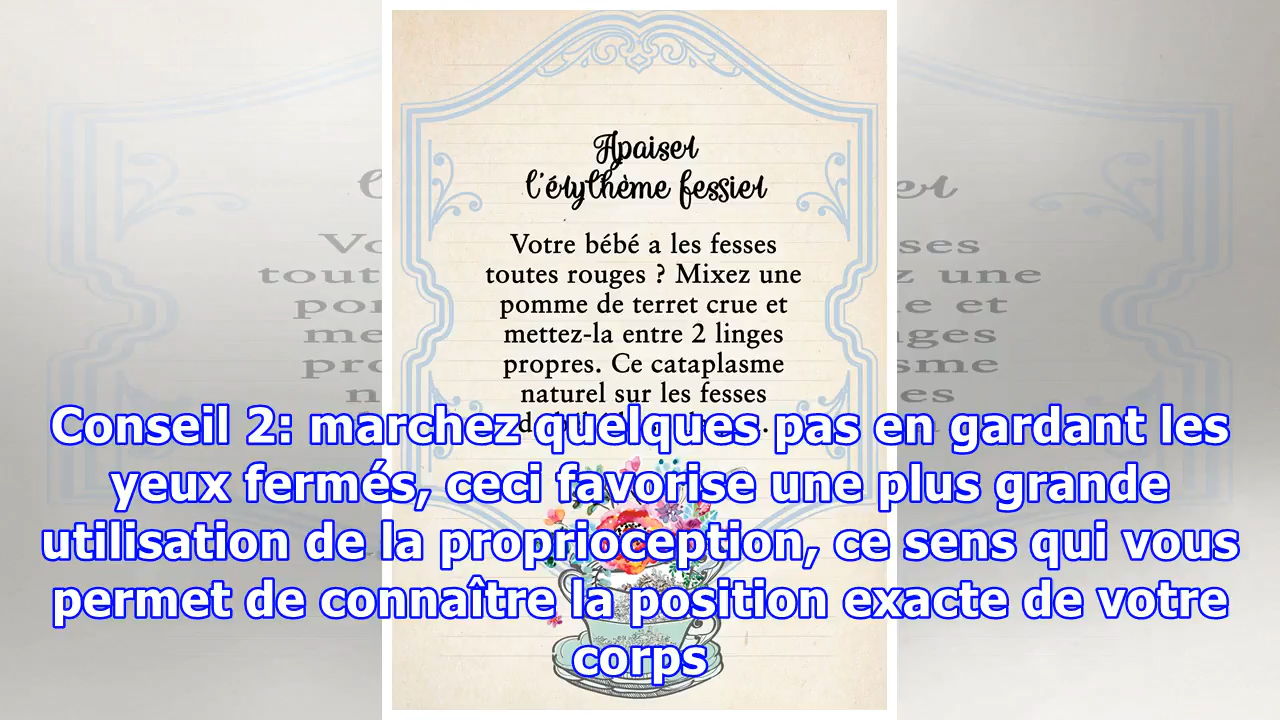 Apaiser
l'érythème fessier
Votre bébé a les fesses
toutes rouges ? Mixez une
pomme de terret crue et
mettez-la entre 2 linges
propres. Ce cataplasme
naturel sur les fesses
Conseil 2: marchez quelques pas en gardant les
yeux fermés, ceci favorise une plus grande
utilisation de la proprioception, ce sens qui vous
permet de connaître la position exacte de votre
corps